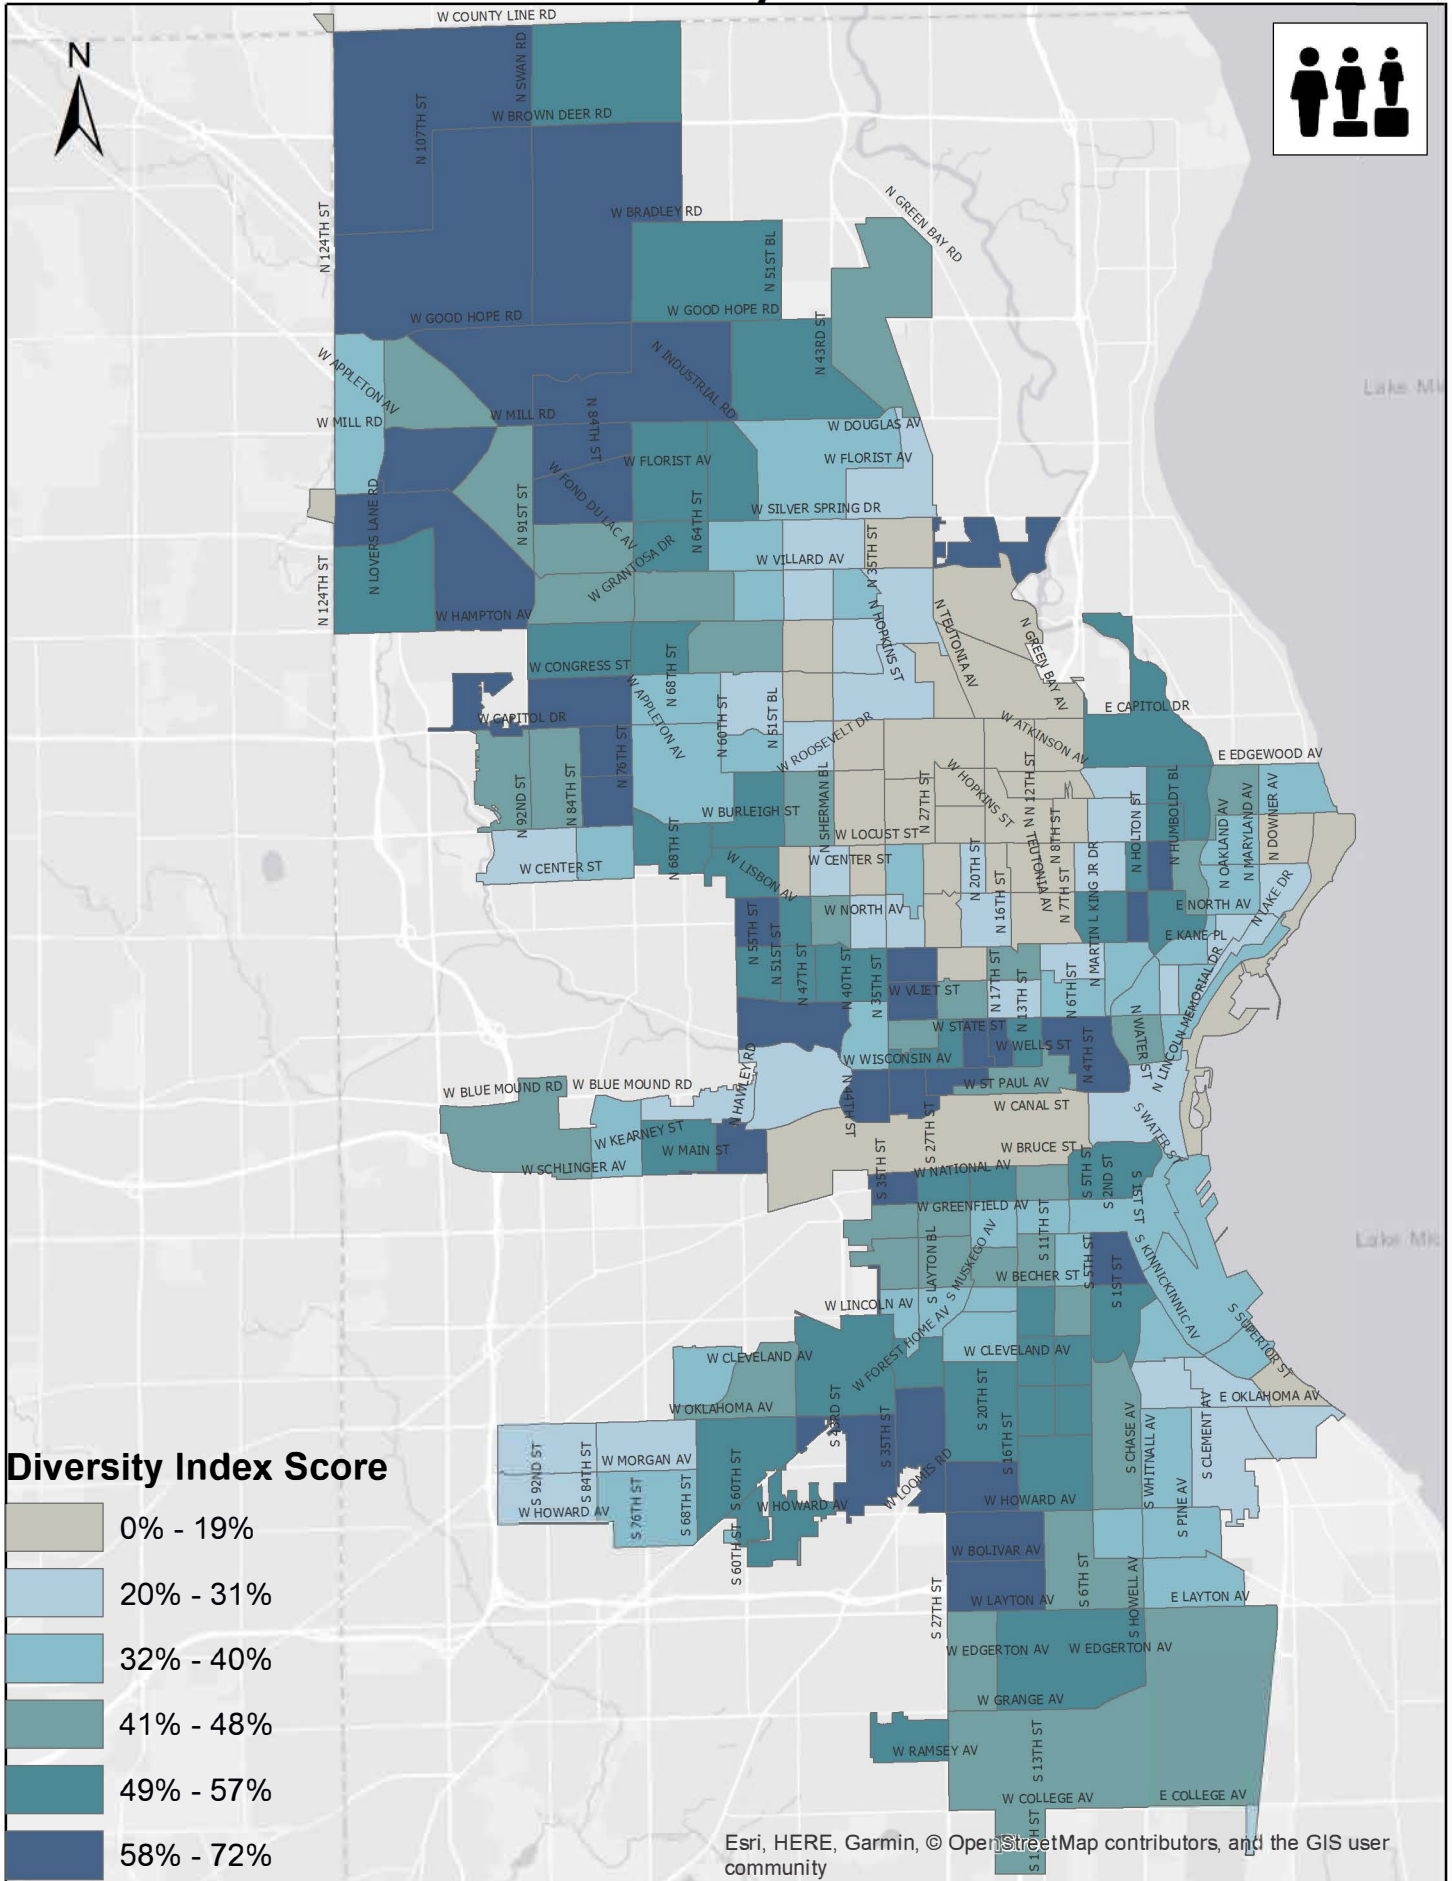 W COUNTY LINE RD
N
N SWAN RD
N 107TH ST
W BROWN DEER RD
N GREEN BAY RD
W BRADLEY RD
N 124TH ST
N 51ST BL
W GOOD HOPE RD
W GOOD HOPE RD
N 43RD ST
W APPLETON AV
N INDUSTRIAL RD
Lake Mic
W MILL RD
W MILL RD
N 84TH ST
W DOUGLAS AV
W FLORIST AV
W FLORIST AV
W FOND DU LAC AV
N LOVERS LANE RD
N 91ST ST
N 64TH ST
W SILVER SPRING DR
W GRANTOSA DR
W VILLARD AV
N 35TH ST
N 124TH ST
W HAMPTON AV
N HOPKINS ST
N TEUTONIA AV
N GREEN BAY AV
W CONGRESS ST
N 68TH ST
W APPLETON AV
N 60TH ST
N 51ST BL
W CAPITOL DR
E CAPITOL DR
W ROOSEVELT DR
W ATKINSON AV
E EDGEWOOD AV
N 92ND ST
N 84TH ST
N 76TH ST
W HOPKINS ST
N 12TH ST
W BURLEIGH ST
N SHERMAN BL
N 27TH ST
N HOLTON ST
N HUMBOLDT BL
N OAKLAND AV
N MARYLAND AV
N DOWNER AV
W LOCUST ST
N TEUTONIA AV
N 8TH ST
W CENTER ST
N 68TH ST
W LISBON AV
W CENTER ST
N 20TH ST
N 16TH ST
N 7TH ST
N MARTIN L KING JR DR
N LAKE DR
W NORTH AV
E NORTH AV
N 55TH ST
N 51ST ST
N 47TH ST
N 40TH ST
N 35TH ST
E KANE PL
W VLIET ST
N 17TH ST
N 13TH ST
N 6TH ST
N LINCOLN MEMORIAL DR
W STATE ST
W WELLS ST
N 4TH ST
N WATER ST
W WISCONSIN AV
W ST PAUL AV
W BLUE MOUND RD
W BLUE MOUND RD
N HAWLEY RD
N 44TH ST
W CANAL ST
S WATER ST
W KEARNEY ST
W MAIN ST
W SCHLINGER AV
S 35TH ST
S 27TH ST
W BRUCE ST
W NATIONAL AV
S 5TH ST
S 2ND ST
S 1ST ST
W GREENFIELD AV
S LAYTON BL
S MUSKEGO AV
S 11TH ST
W BECHER ST
S 5TH ST
S 1ST ST
S KINNICKINNIC AV
W LINCOLN AV
S SUPERIOR ST
W CLEVELAND AV
W FOREST HOME AV
W CLEVELAND AV
W OKLAHOMA AV
E OKLAHOMA AV
S 43RD ST
S 35TH ST
S 20TH ST
S 16TH ST
S CHASE AV
S WHITNALL AV
S CLEMENT AV
W MORGAN AV
S 92ND ST
S 84TH ST
S 76TH ST
S 68TH ST
S 60TH ST
W LOOMIS RD
W HOWARD AV
W HOWARD AV
W HOWARD AV
S PINE AV
S 60TH ST
W BOLIVAR AV
S 27TH ST
W LAYTON AV
S 6TH ST
S HOWELL AV
E LAYTON AV
W EDGERTON AV
W EDGERTON AV
W GRANGE AV
W RAMSEY AV
S 13TH ST
W COLLEGE AV
E COLLEGE AV
Lake Mic
Diversity Index Score
0% - 19%
20% - 31%
32% - 40%
41% - 48%
49% - 57%
58% - 72%
Esri, HERE, Garmin, © OpenStreetMap contributors, and the GIS user
community